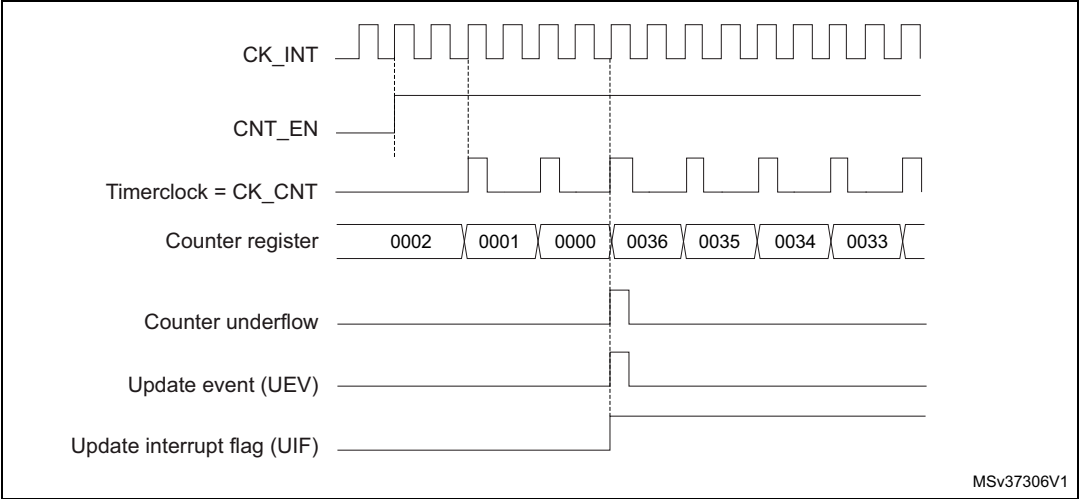 CK_INT
CNT_EN
Timerclock = CK_CNT
Counter register 0002 0001 0000 0036 0035 0034 0033
Counter underflow
Update event (UEV)
Update interrupt flag (UIF)
MSv37306V1